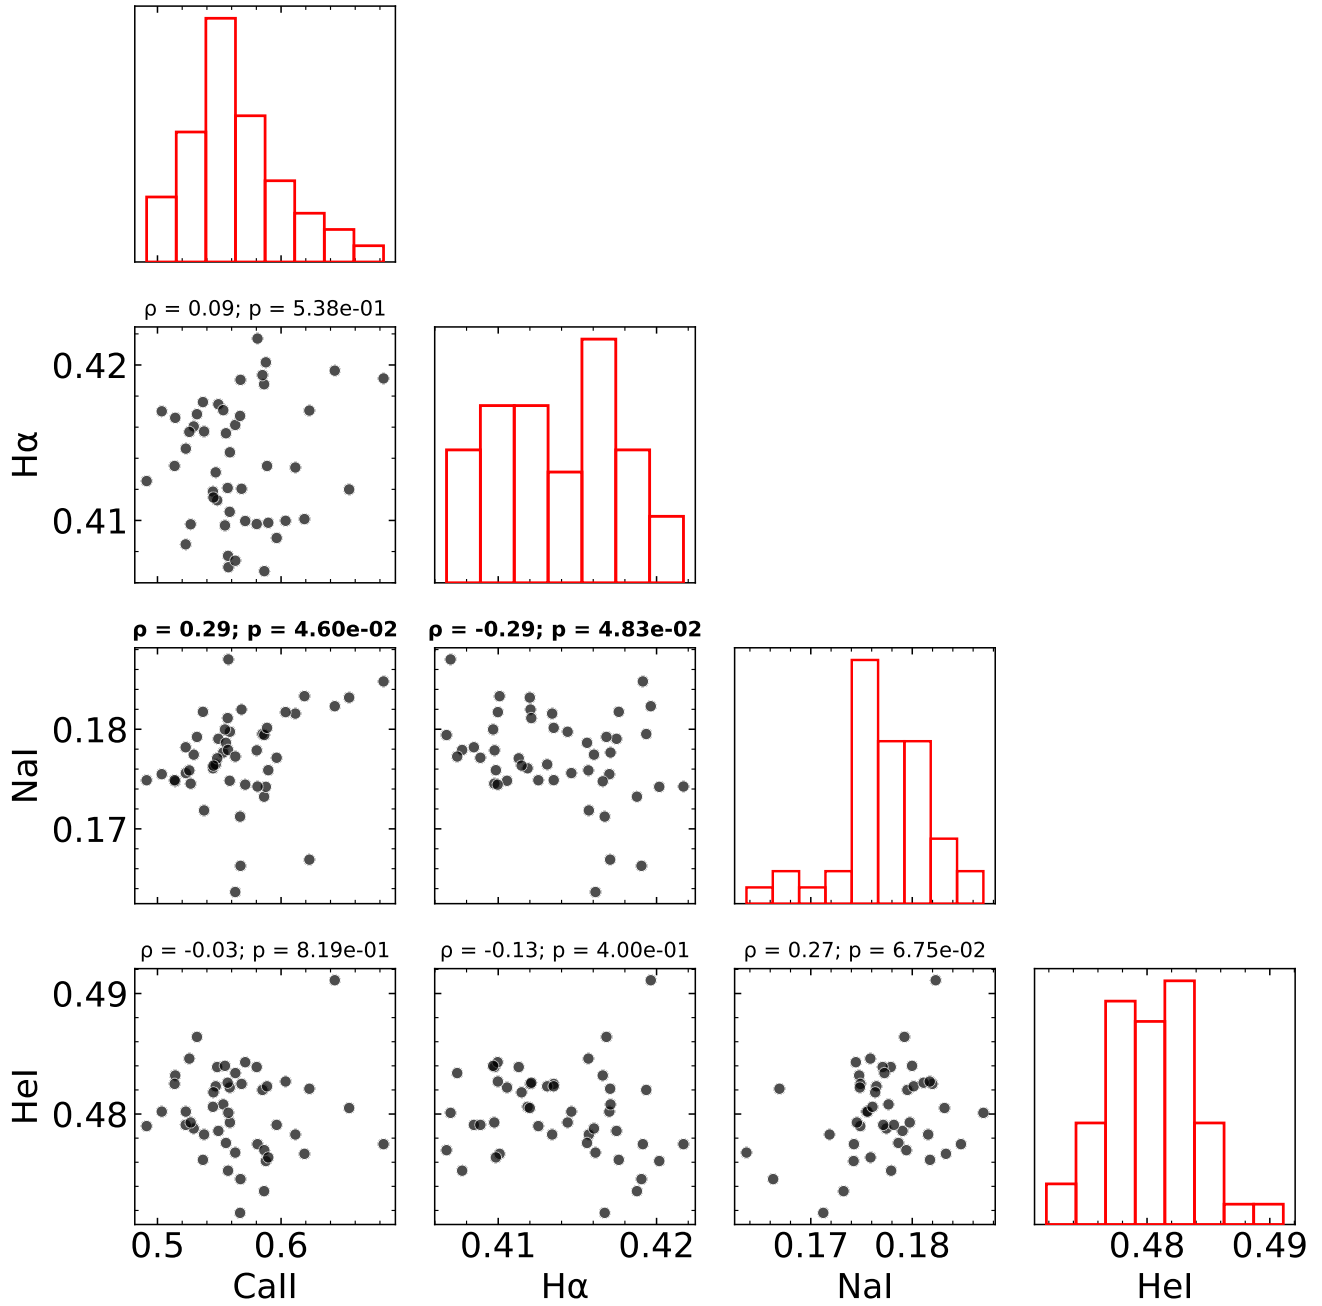 ρ = 0.09; p = 5.38e-01
0.42
0.41
Hα
ρ = 0.29; p = 4.60e-02
ρ = -0.29; p = 4.83e-02
0.18
0.17
NaI
ρ = -0.03; p = 8.19e-01
ρ = -0.13; p = 4.00e-01
ρ = 0.27; p = 6.75e-02
0.49
0.48
HeI
0.5 0.6
0.41 0.42
0.17 0.18
0.48 0.49
CaII
Hα
NaI
HeI